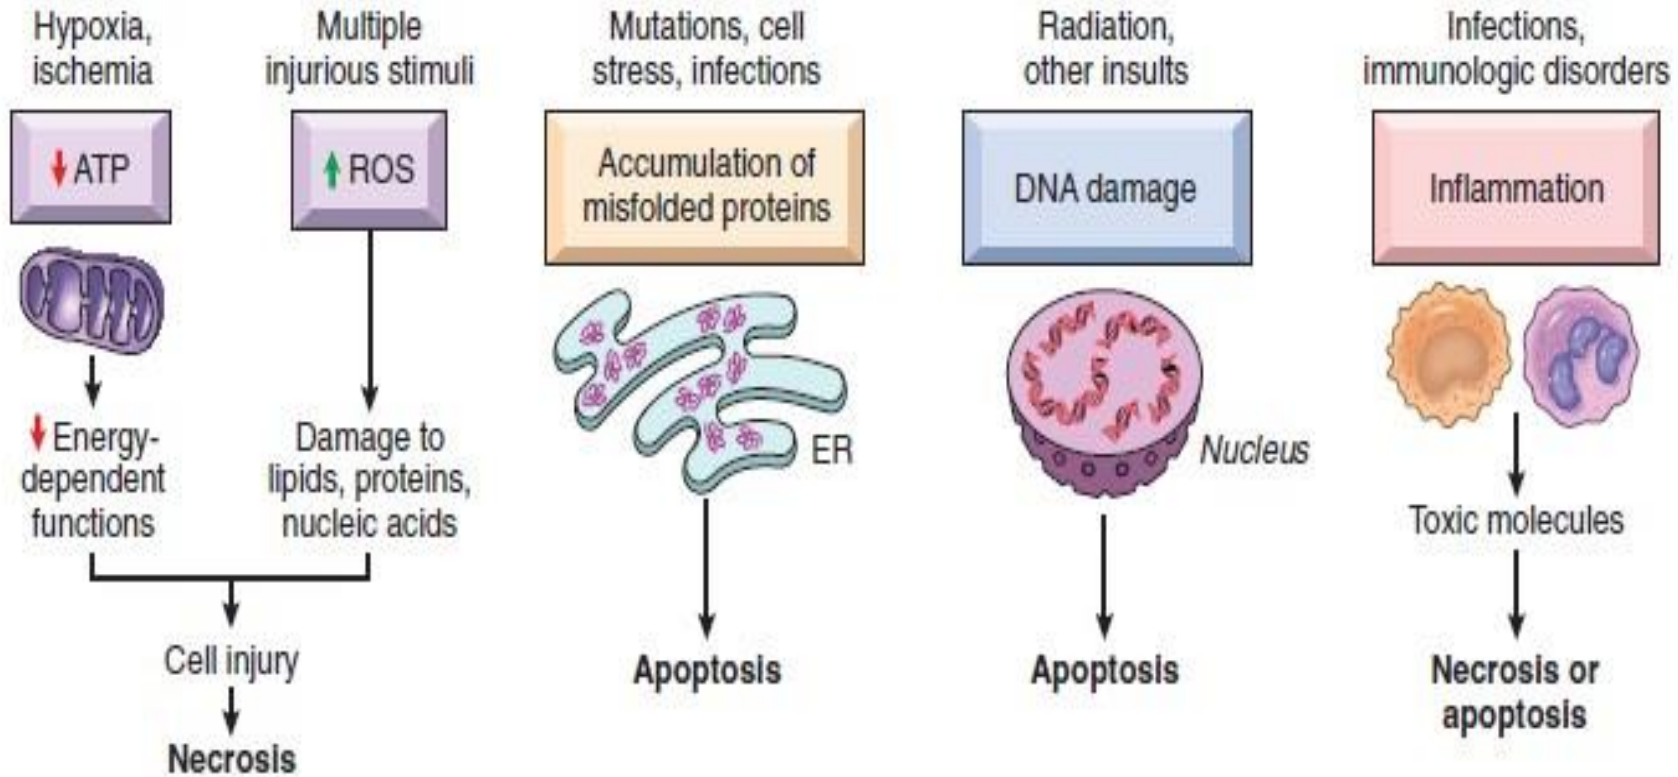 Hypoxia,
ischemia
↓ ATP
↓ Energy-
dependent
functions
Multiple
injurious stimuli
↑ ROS
Damage to
lipids, proteins,
nucleic acids
Cell injury
Necrosis
Mutations, cell
stress, infections
Accumulation of
misfolded proteins
ER
Apoptosis
Radiation,
other insults
DNA damage
Nucleus
Apoptosis
Infections,
immunologic disorders
Inflammation
Toxic molecules
Necrosis or
apoptosis